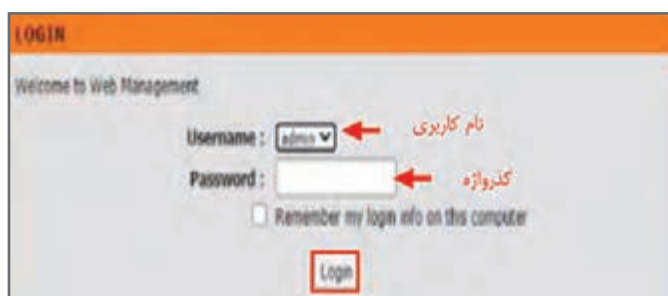 LOGIN
Welcome to Web Management
Username : admin نام کاربری
Password : گذرواژه
Remember my login info on this computer
Login